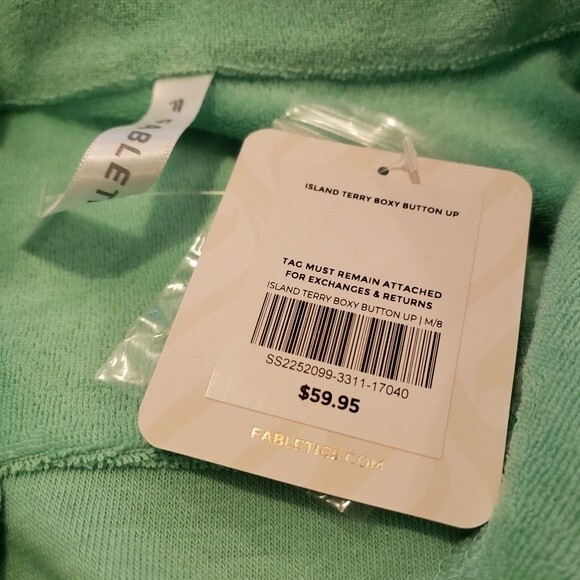 FABLETI
ISLAND TERRY BOXY BUTTON UP
TAG MUST REMAIN ATTACHED
FOR EXCHANGES & RETURNS
ISLAND TERRY BOXY BUTTON UP | M/8
SS2252099-3311-17040
$59.95
FABLETICS.COM